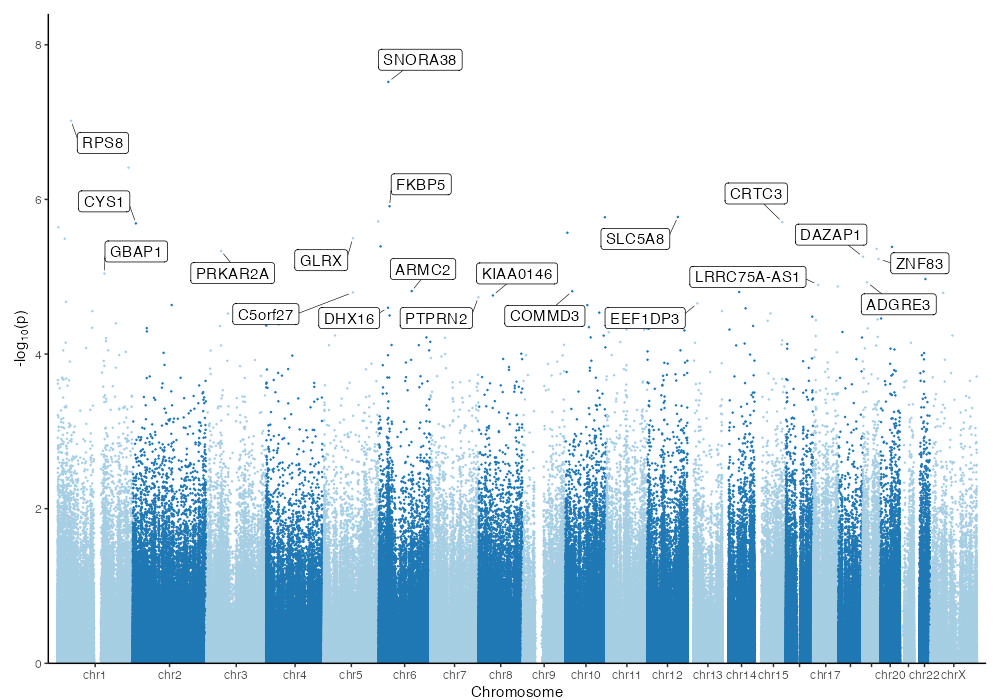 8
SNORA38
RPS8
6
FKBP5
CRTC3
CYS1
DAZAP1
SLC5A8
GBAP1
GLRX
ZNF83
PRKAR2A
ARMC2
KIAA0146
LRRC75A-AS1
ADGRE3
C5orf27
DHX16
PTPRN2
COMMD3
EEF1DP3
4
-log10(p)
2
0
chr1 chr2 chr3 chr4 chr5 chr6 chr7 chr8 chr9 chr10 chr11 chr12 chr13 chr14 chr15 chr17 chr20 chr22 chrX
Chromosome